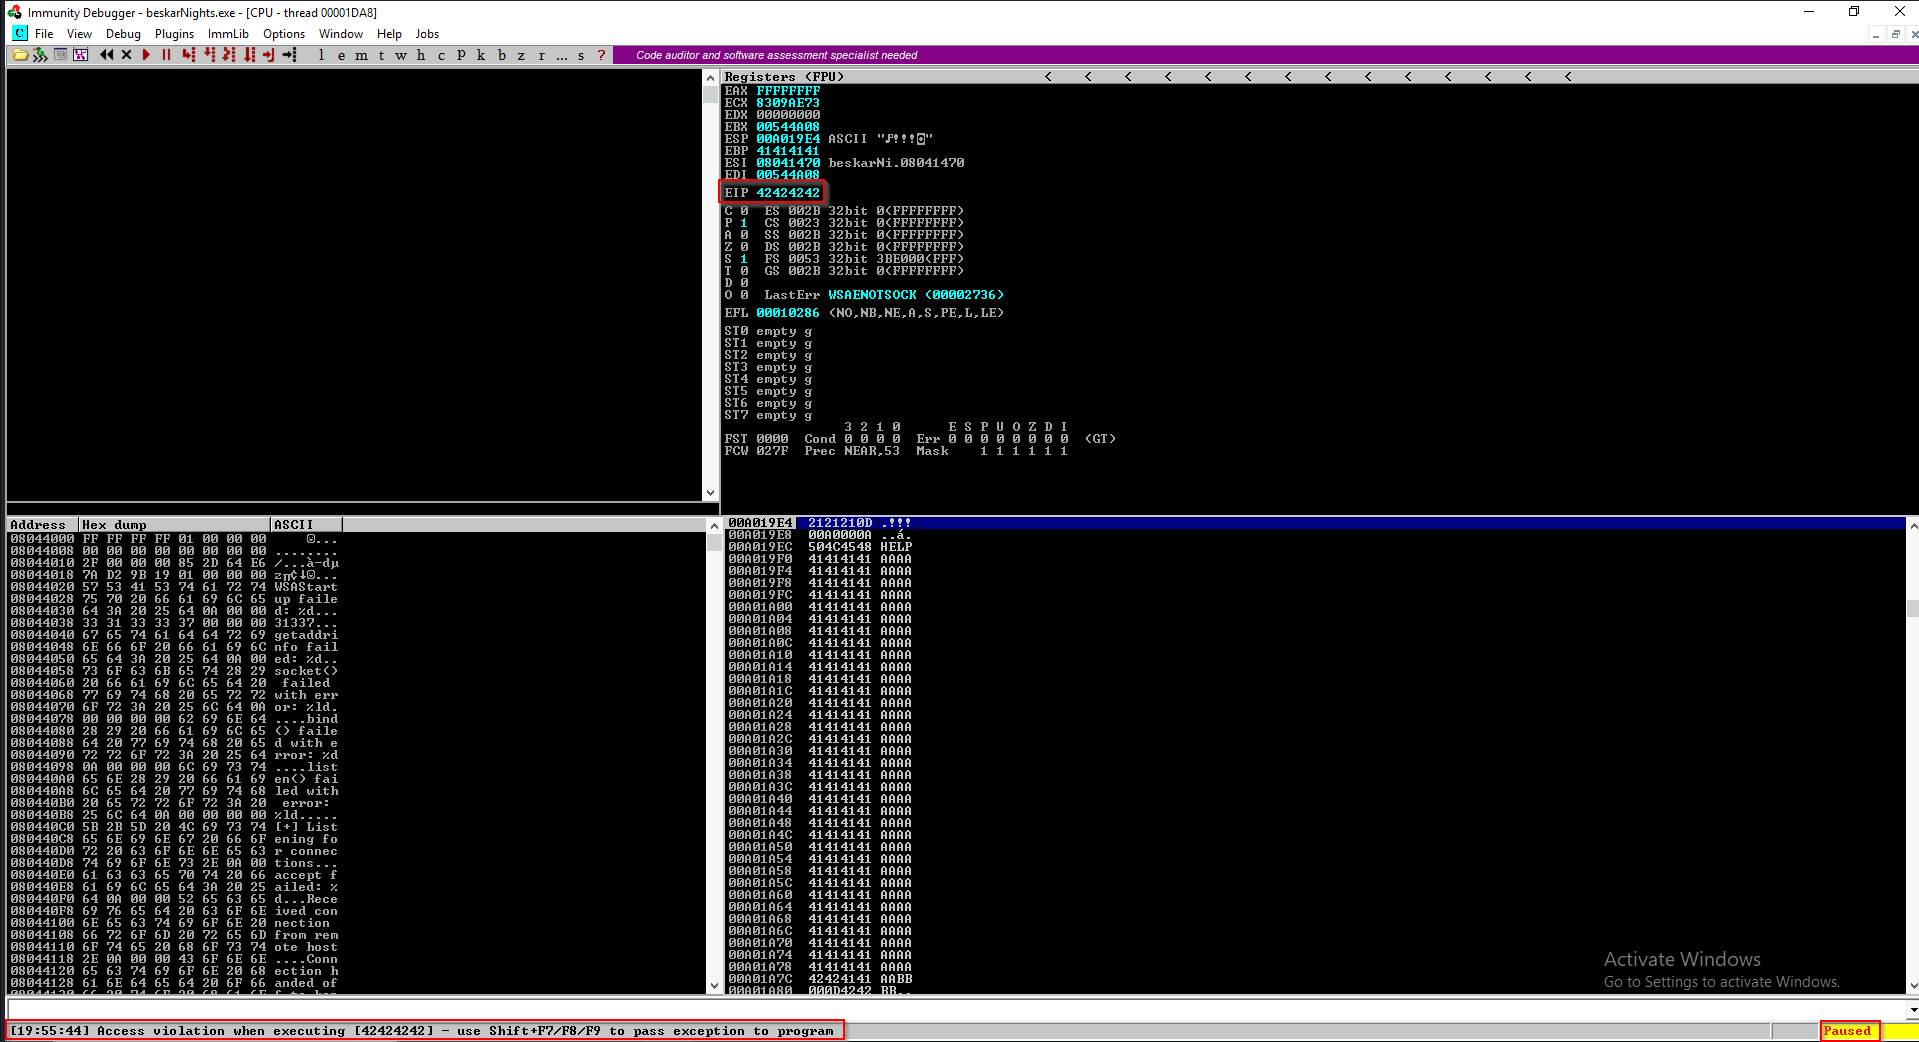 Immunity Debugger - beskarNights.exe - [CPU - thread 00001DA8]
C File View Debug Plugins ImmLib Options Window Help Jobs
l e m t w h c P k b z r ... s ? Code auditor and software assessment specialist needed
Registers (FPU) < < < < < < < < < < < < < <
EAX FFFFFFFF
ECX 8309AE73
EDX 00000000
EBX 00544A08
ESP 00A019E4 ASCII "♪!!!◙"
EBP 41414141
ESI 08041470 beskarNi.08041470
EDI 00544A08
EIP 42424242
C 0 ES 002B 32bit 0(FFFFFFFF)
P 1 CS 0023 32bit 0(FFFFFFFF)
A 0 SS 002B 32bit 0(FFFFFFFF)
Z 0 DS 002B 32bit 0(FFFFFFFF)
S 1 FS 0053 32bit 3BE000(FFF)
T 0 GS 002B 32bit 0(FFFFFFFF)
D 0
O 0 LastErr WSAENOTSOCK (00002736)
EFL 00010286 (NO,NB,NE,A,S,PE,L,LE)
ST0 empty g
ST1 empty g
ST2 empty g
ST3 empty g
ST4 empty g
ST5 empty g
ST6 empty g
ST7 empty g
3 2 1 0 E S P U O Z D I
FST 0000 Cond 0 0 0 0 Err 0 0 0 0 0 0 0 0 (GT)
FCW 027F Prec NEAR,53 Mask 1 1 1 1 1 1
Address Hex dump ASCII
08044000 FF FF FF FF 01 00 00 00 ☺...
08044008 00 00 00 00 00 00 00 00 ........
08044010 2F 00 00 00 85 2D 64 E6 /...à-dµ
08044018 7A D2 9B 19 01 00 00 00 zπ¢↓☺...
08044020 57 53 41 53 74 61 72 74 WSAStart
08044028 75 70 20 66 61 69 6C 65 up faile
08044030 64 3A 20 25 64 0A 00 00 d: %d...
08044038 33 31 33 33 37 00 00 00 31337...
08044040 67 65 74 61 64 64 72 69 getaddri
08044048 6E 66 6F 20 66 61 69 6C nfo fail
08044050 65 64 3A 20 25 64 0A 00 ed: %d..
08044058 73 6F 63 6B 65 74 28 29 socket()
08044060 20 66 61 69 6C 65 64 20 failed
08044068 77 69 74 68 20 65 72 72 with err
08044070 6F 72 3A 20 25 6C 64 0A or: %ld.
08044078 00 00 00 00 62 69 6E 64 ....bind
08044080 28 29 20 66 61 69 6C 65 () faile
08044088 64 20 77 69 74 68 20 65 d with e
08044090 72 72 6F 72 3A 20 25 64 rror: %d
08044098 0A 00 00 00 6C 69 73 74 ....list
080440A0 65 6E 28 29 20 66 61 69 en() fai
080440A8 6C 65 64 20 77 69 74 68 led with
080440B0 20 65 72 72 6F 72 3A 20 error:
080440B8 25 6C 64 0A 00 00 00 00 %ld.....
080440C0 5B 2B 5D 20 4C 69 73 74 [+] List
080440C8 65 6E 69 6E 67 20 66 6F ening fo
080440D0 72 20 63 6F 6E 6E 65 63 r connec
080440D8 74 69 6F 6E 73 2E 0A 00 tions...
080440E0 61 63 63 65 70 74 20 66 accept f
080440E8 61 69 6C 65 64 3A 20 25 ailed: %
080440F0 64 0A 00 00 52 65 63 65 d...Rece
080440F8 69 76 65 64 20 63 6F 6E ived con
08044100 6E 65 63 74 69 6F 6E 20 nection
08044108 66 72 6F 6D 20 72 65 6D from rem
08044110 6F 74 65 20 68 6F 73 74 ote host
08044118 2E 0A 00 00 43 6F 6E 6E ....Conn
08044120 65 63 74 69 6F 6E 20 68 ection h
08044128 61 6E 64 65 64 20 6F 66 anded of
00A019E4 2121210D .!!!
00A019E8 00A0000A ..á.
00A019EC 504C4548 HELP
00A019F0 41414141 AAAA
00A019F4 41414141 AAAA
00A019F8 41414141 AAAA
00A019FC 41414141 AAAA
00A01A00 41414141 AAAA
00A01A04 41414141 AAAA
00A01A08 41414141 AAAA
00A01A0C 41414141 AAAA
00A01A10 41414141 AAAA
00A01A14 41414141 AAAA
00A01A18 41414141 AAAA
00A01A1C 41414141 AAAA
00A01A20 41414141 AAAA
00A01A24 41414141 AAAA
00A01A28 41414141 AAAA
00A01A2C 41414141 AAAA
00A01A30 41414141 AAAA
00A01A34 41414141 AAAA
00A01A38 41414141 AAAA
00A01A3C 41414141 AAAA
00A01A40 41414141 AAAA
00A01A44 41414141 AAAA
00A01A48 41414141 AAAA
00A01A4C 41414141 AAAA
00A01A50 41414141 AAAA
00A01A54 41414141 AAAA
00A01A58 41414141 AAAA
00A01A5C 41414141 AAAA
00A01A60 41414141 AAAA
00A01A64 41414141 AAAA
00A01A68 41414141 AAAA
00A01A6C 41414141 AAAA
00A01A70 41414141 AAAA
00A01A74 41414141 AAAA
00A01A78 41414141 AAAA
00A01A7C 42424141 AABB
00A01A80 000D4242 BB..
Activate Windows
Go to Settings to activate Windows.
[19:55:44] Access violation when executing [42424242] - use Shift+F7/F8/F9 to pass exception to program
Paused